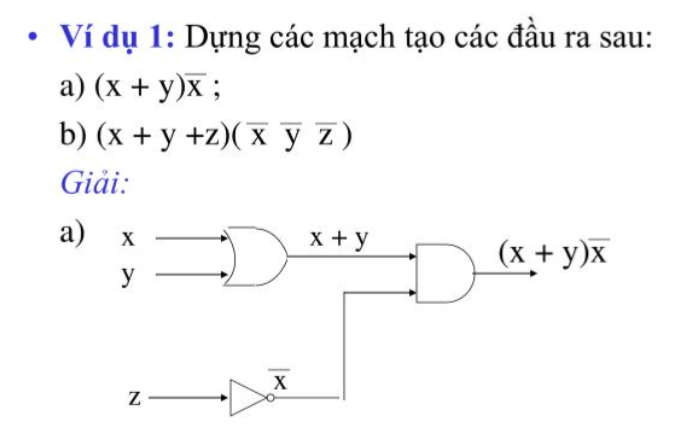 • Ví dụ 1: Dựng các mạch tạo các đầu ra sau:
a) (x + y)x̅ ;
b) (x + y +z)( x̅ y̅ z̅ )
Giải:
a) x
x + y
(x + y)x̅
y
x̅
z